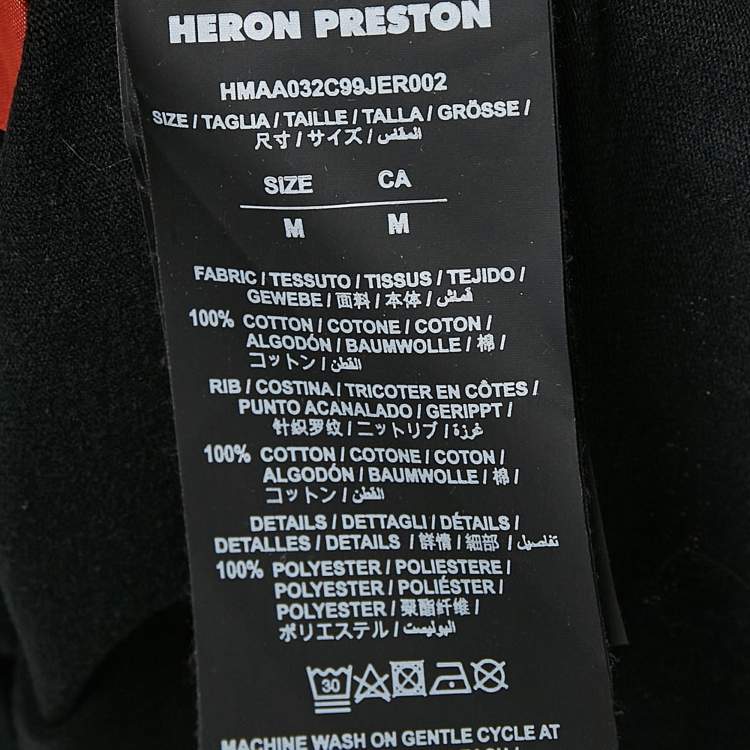 HERON PRESTON
HMAA032C99JER002
SIZE / TAGLIA / TAILLE / TALLA / GRÖSSE /
尺寸 / サイズ / المقاس
SIZE CA
M M
FABRIC / TESSUTO / TISSUS / TEJIDO /
GEWEBE / 面料 / 本体 / قماش
100% COTTON / COTONE / COTON /
ALGODÓN / BAUMWOLLE / 棉 /
コットン / القطن
RIB / COSTINA / TRICOTER EN CÔTES /
PUNTO ACANALADO / GERIPPT /
针织罗纹 / ニットリブ / غرزة
100% COTTON / COTONE / COTON /
ALGODÓN / BAUMWOLLE / 棉 /
コットン / القطن
DETAILS / DETTAGLI / DÉTAILS /
DETALLES / DETAILS / 詳情 / 細部 / تفاصيل
100% POLYESTER / POLIESTERE /
POLYESTER / POLIÉSTER /
POLYESTER / 聚酯纤维 /
ポリエステル / البوليستر
30
MACHINE WASH ON GENTLE CYCLE AT